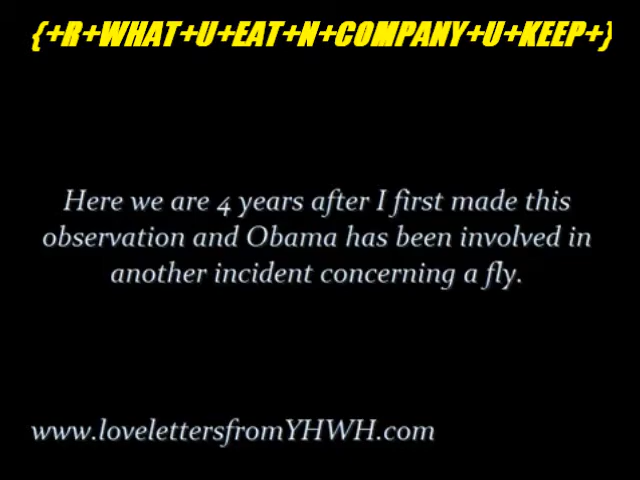 {+R+WHAT+U+EAT+N+COMPANY+U+KEEP+}
Here we are 4 years after I first made this
observation and Obama has been involved in
another incident concerning a fly.
www.lovelettersfromYHWH.com